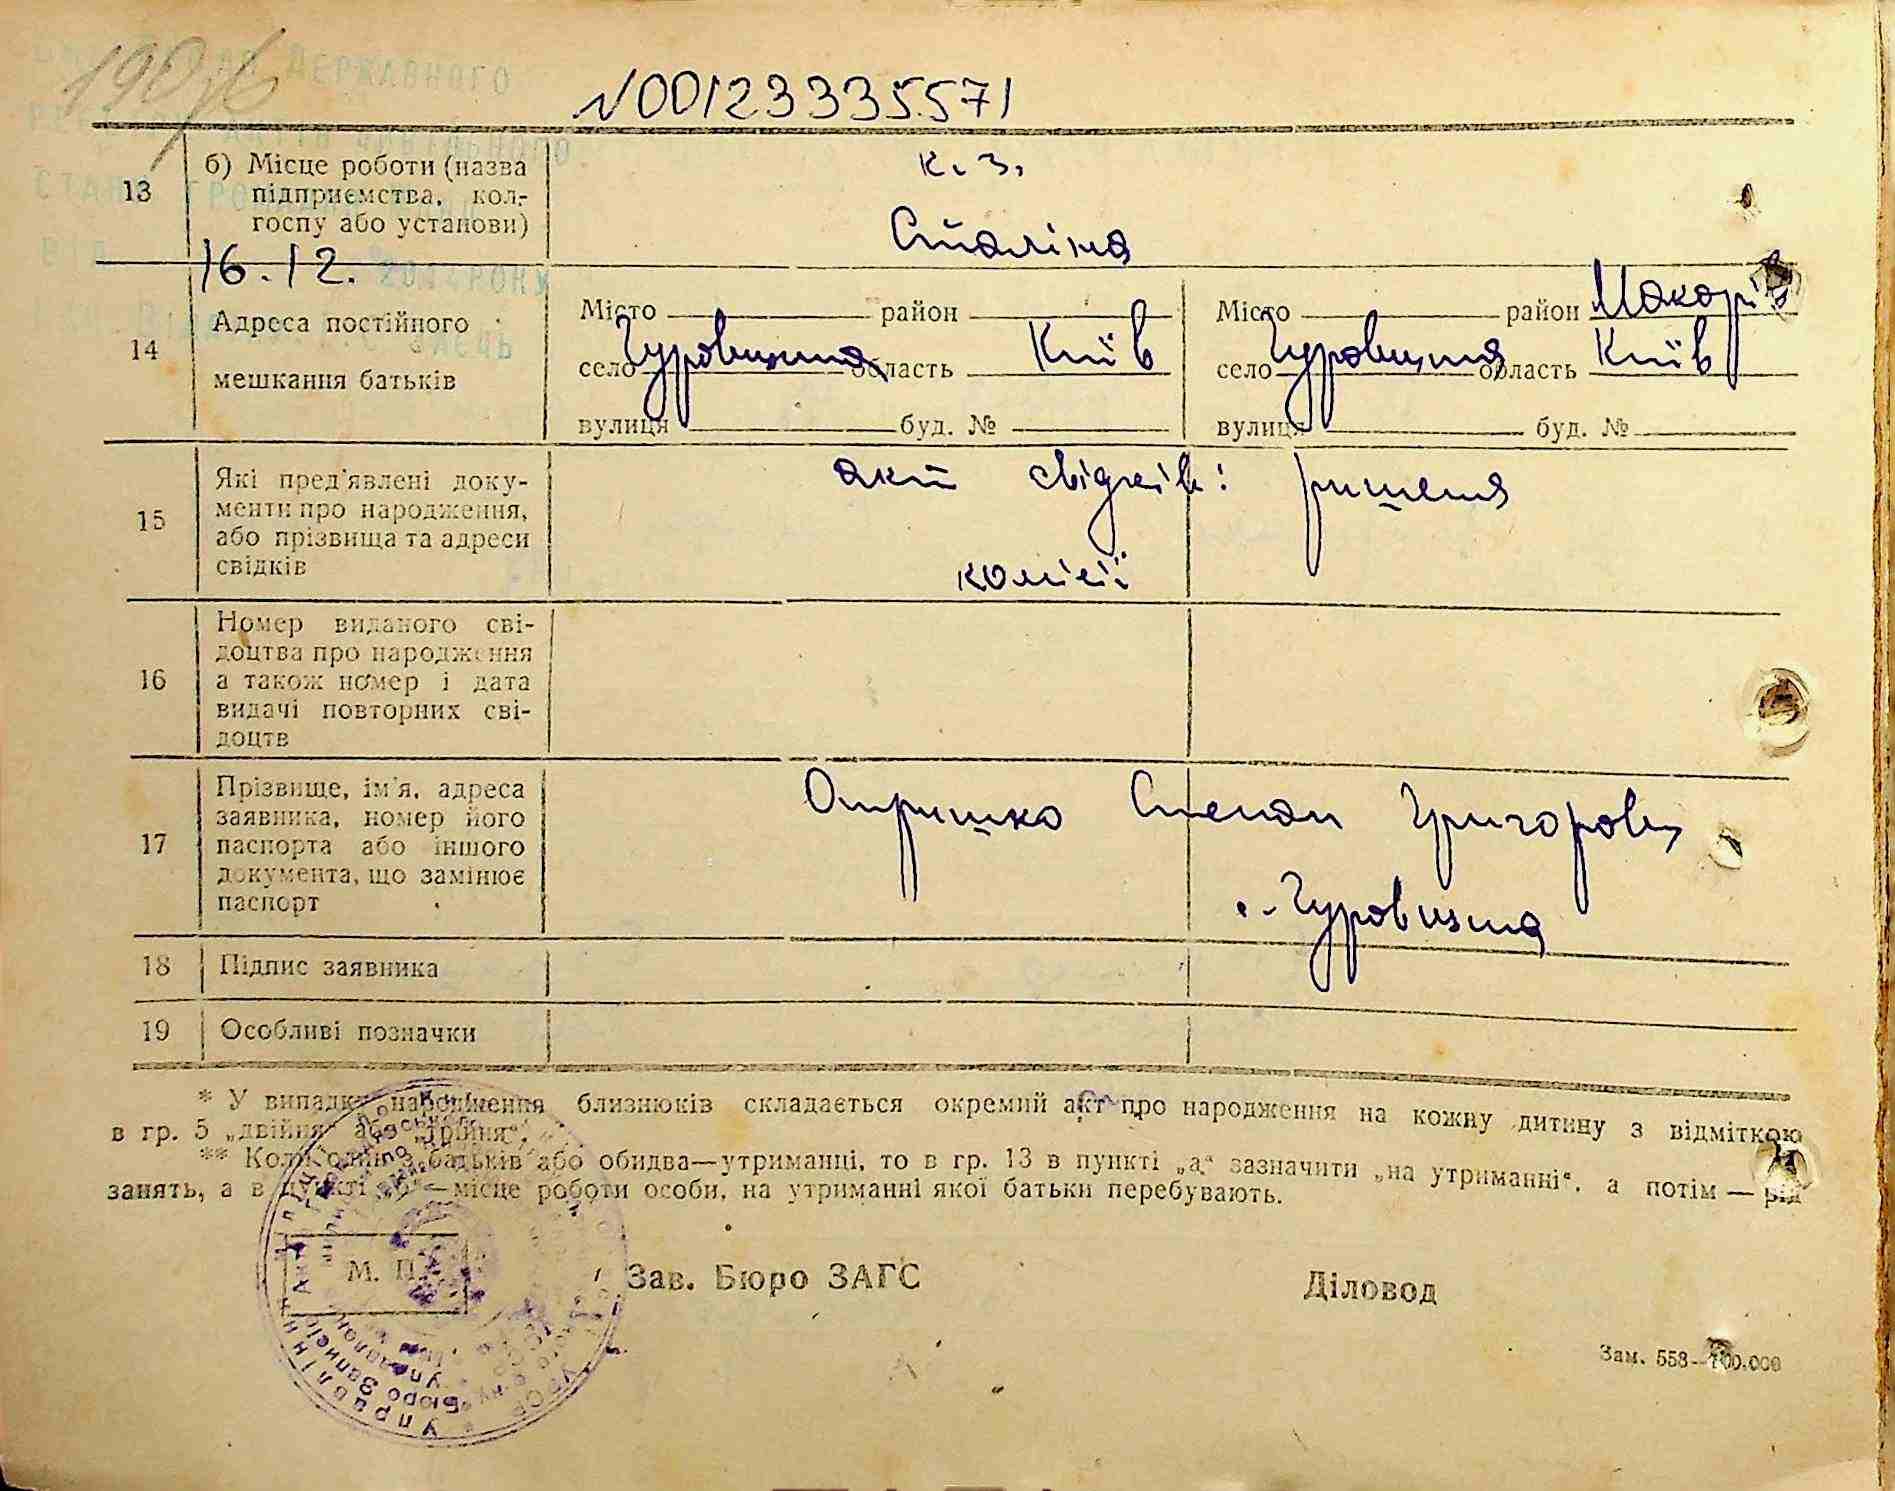 190/6
ДЕРЖАВНОГО
N00123335571
13 б) Місце роботи (назва підприємства, колгоспу або установи)
к. з.
Сталіна
16.12. РОКУ
14 Адреса постійного мешкання батьків
Місто район
село Гуровщина область Київ
вулиця буд. №
Місто район Макарів
село Гуровщина область Київ
вулиця буд. №
15 Які пред'явлені доку-
менти про народження,
або прізвища та адреси
свідків
акт свідків: рішення
комісії
16 Номер виданого сві-
доцтва про народження
а також номер і дата
видачі повторних сві-
доцтв
17 Прізвище, ім'я, адреса
заявника, номер його
паспорта або іншого
документа, що замінює
паспорт
Опришко Степан Григорович
с. Гуровщина
18 Підпис заявника
19 Особливі позначки
* У випадку народження близнюків складається окремий акт про народження на кожну дитину з відміткою
в гр. 5 „двійня“ або „трійня“.
** Коли один з батьків або обидва—утриманці, то в гр. 13 в пункті „а“ зазначити „на утриманні“, а потім — рід
занять, а в пункті „б“—місце роботи особи, на утриманні якої батьки перебувають.
М. П.
Зав. Бюро ЗАГС Діловод
Зам. 558—100.000